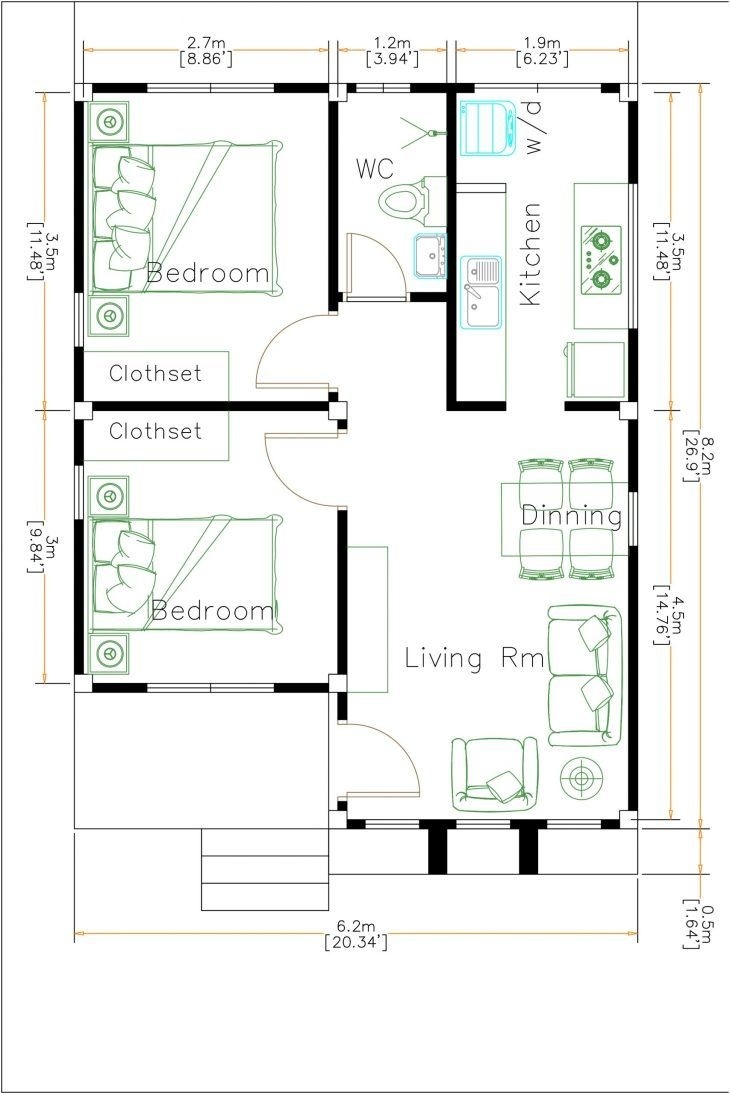 2.7m
[8.86']
1.2m
[3.94']
1.9m
[6.23']
w/d
WC
Kitchen
3.5m
[11.48']
3.5m
[11.48']
Bedroom
Clothset
Clothset
8.2m
[26.9']
Dinning
3m
[9.84']
Bedroom
4.5m
[14.76']
Living Rm
0.5m
[1.64']
6.2m
[20.34']